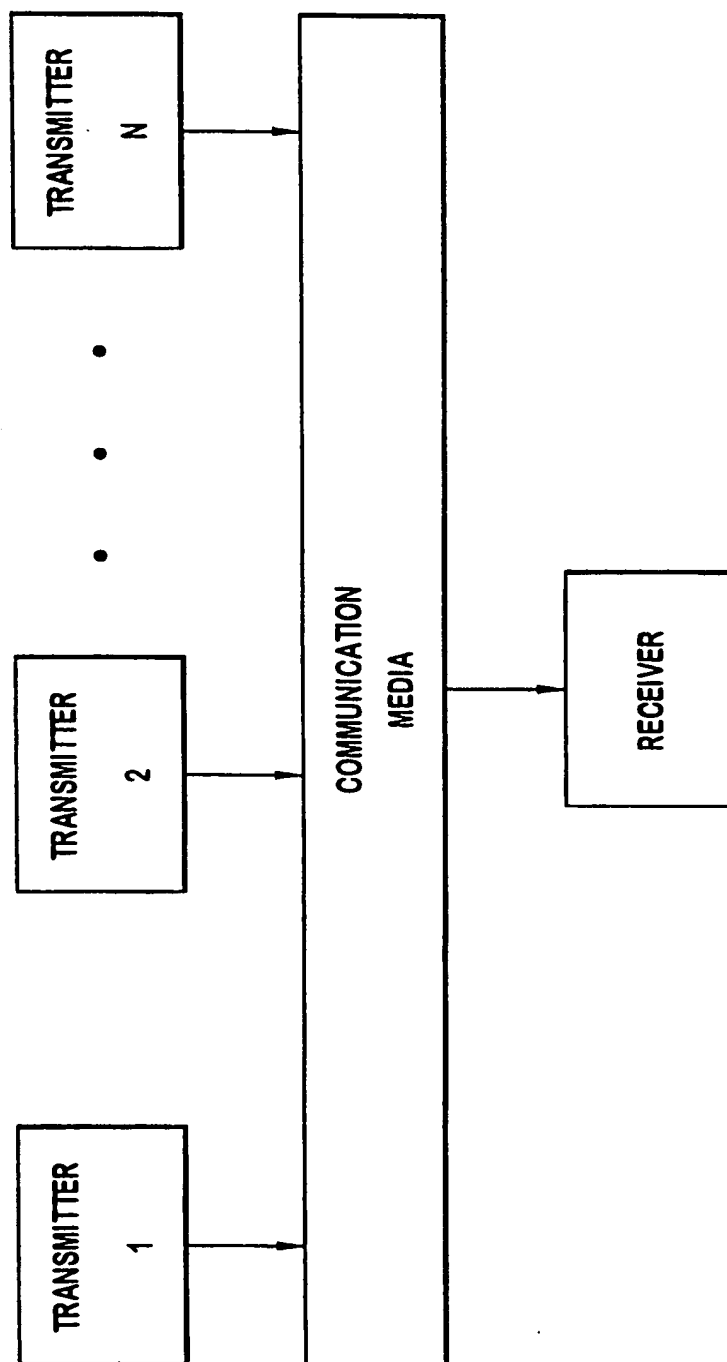 TRANSMITTER
1
TRANSMITTER
2
TRANSMITTER
N
COMMUNICATION
MEDIA
RECEIVER